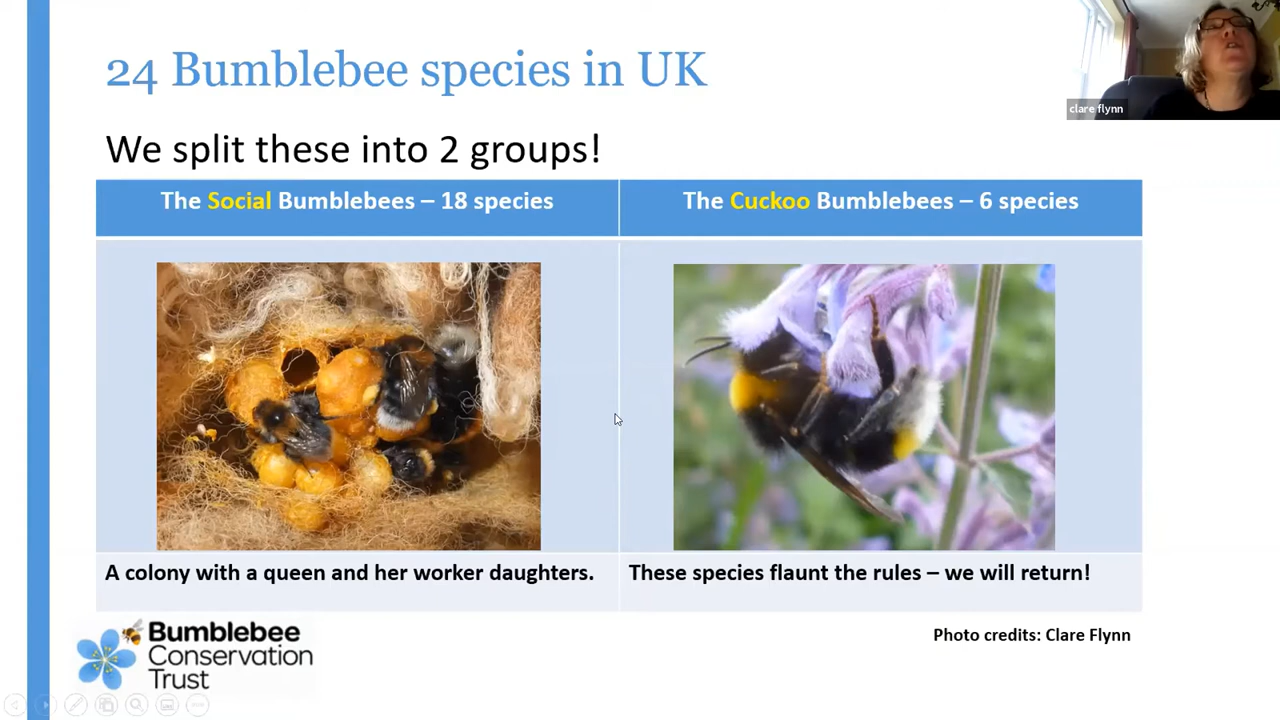 24 Bumblebee species in UK
clare flynn
We split these into 2 groups!
The Social Bumblebees – 18 species
The Cuckoo Bumblebees – 6 species
A colony with a queen and her worker daughters.
These species flaunt the rules – we will return!
Photo credits: Clare Flynn
Bumblebee
Conservation
Trust